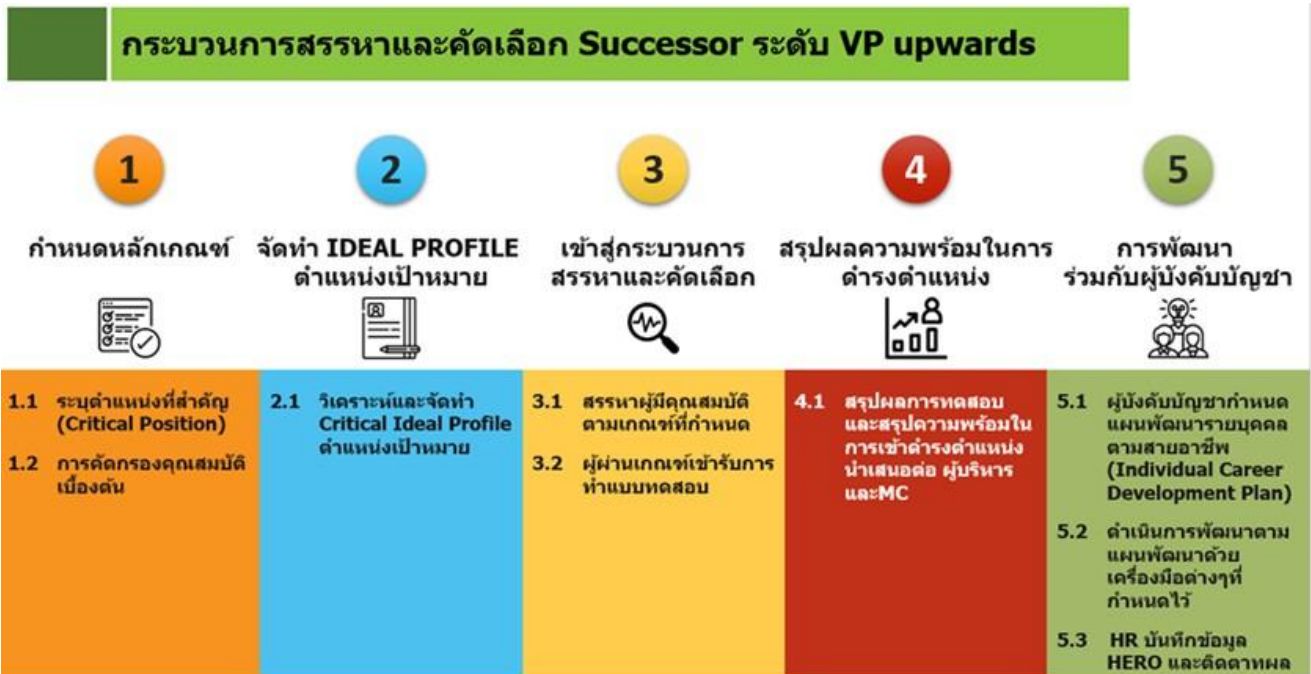 กระบวนการสรรหาและคัดเลือก Successor ระดับ VP upwards
1
กำหนดหลักเกณฑ์
2
จัดทำ IDEAL PROFILE
ตำแหน่งเป้าหมาย
3
เข้าสู่กระบวนการ
สรรหาและคัดเลือก
4
สรุปผลความพร้อมในการ
ดำรงตำแหน่ง
5
การพัฒนา
ร่วมกับผู้บังคับบัญชา
1.1 ระบุตำแหน่งที่สำคัญ
(Critical Position)
1.2 การคัดกรองคุณสมบัติ
เบื้องต้น
2.1 วิเคราะห์และจัดทำ
Critical Ideal Profile
ตำแหน่งเป้าหมาย
3.1 สรรหาผู้มีคุณสมบัติ
ตามเกณฑ์ที่กำหนด
3.2 ผู้ผ่านเกณฑ์เข้ารับการ
ทำแบบทดสอบ
4.1 สรุปผลการทดสอบ
และสรุปความพร้อมใน
การเข้าดำรงตำแหน่ง
นำเสนอต่อ ผู้บริหาร
และMC
5.1 ผู้บังคับบัญชากำหนด
แผนพัฒนารายบุคคล
ตามสายอาชีพ
(Individual Career
Development Plan)
5.2 ดำเนินการพัฒนาตาม
แผนพัฒนาด้วย
เครื่องมือต่างๆที่
กำหนดไว้
5.3 HR บันทึกข้อมูล
HERO และติดตาทผล